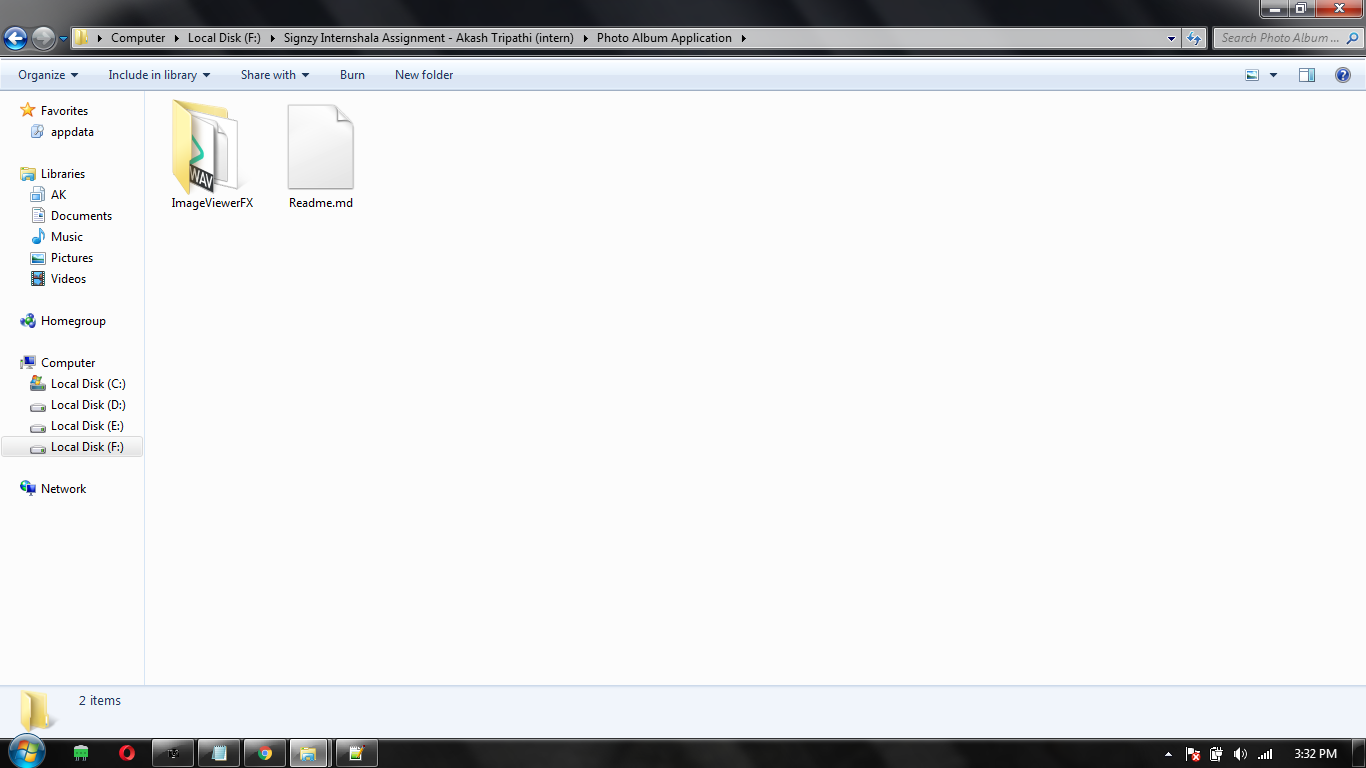 Computer Local Disk (F:) Signzy Internshala Assignment - Akash Tripathi (intern) Photo Album Application
Search Photo Album ...
Organize Include in library Share with Burn New folder
Favorites
appdata
Libraries
AK
Documents
Music
Pictures
Videos
Homegroup
Computer
Local Disk (C:)
Local Disk (D:)
Local Disk (E:)
Local Disk (F:)
Network
WAV
ImageViewerFX
Readme.md
2 items
3:32 PM